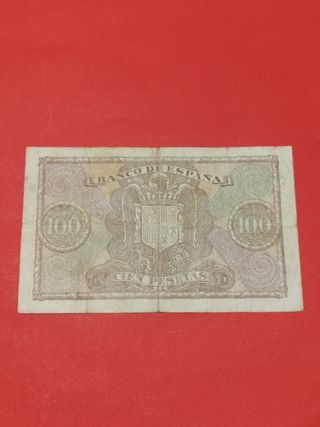 BANCO DE ESPAÑA
100 100
CIEN PESETAS